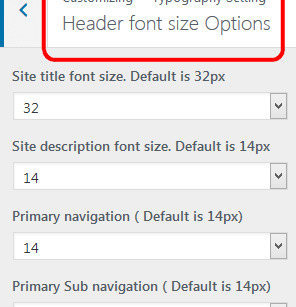 Customizing Typography Setting
Header font size Options
Site title font size. Default is 32px
32
Site description font size. Default is 14px
14
Primary navigation ( Default is 14px)
14
Primary Sub navigation ( Default is 14px)